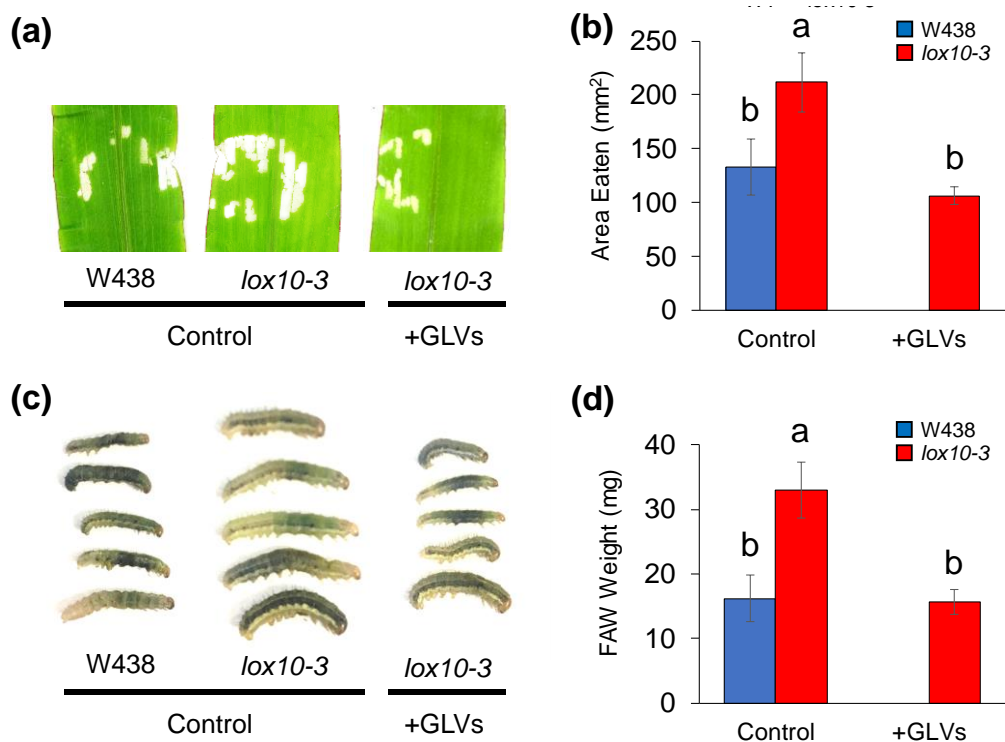 (a)
W438
lox10-3
lox10-3
Control
+GLVs
(b)
W438
lox10-3
Area Eaten (mm²)
250
200
150
100
50
0
b
a
b
Control
+GLVs
(c)
W438
lox10-3
lox10-3
Control
+GLVs
(d)
W438
lox10-3
FAW Weight (mg)
40
30
20
10
0
b
a
b
Control
+GLVs